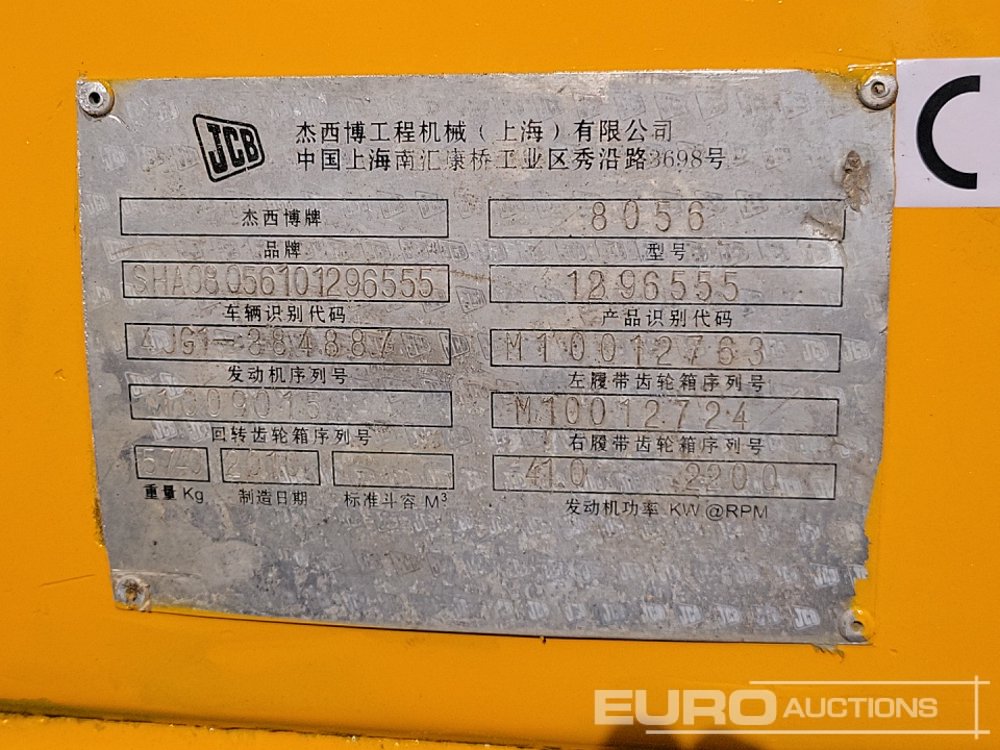 JCB
杰西博工程机械(上海)有限公司
中国上海南汇康桥工业区秀沿路3698号
杰西博牌
8056
品牌
型号
SHA08056101296555
1296555
车辆识别代码
产品识别代码
4JG1-384887
M10012763
发动机序列号
左履带齿轮箱序列号
M10012724
回转齿轮箱序列号
右履带齿轮箱序列号
2010
41.0 2200
重量 Kg
制造日期
标准斗容 M³
发动机功率 KW @RPM
C
EURO AUCTIONS